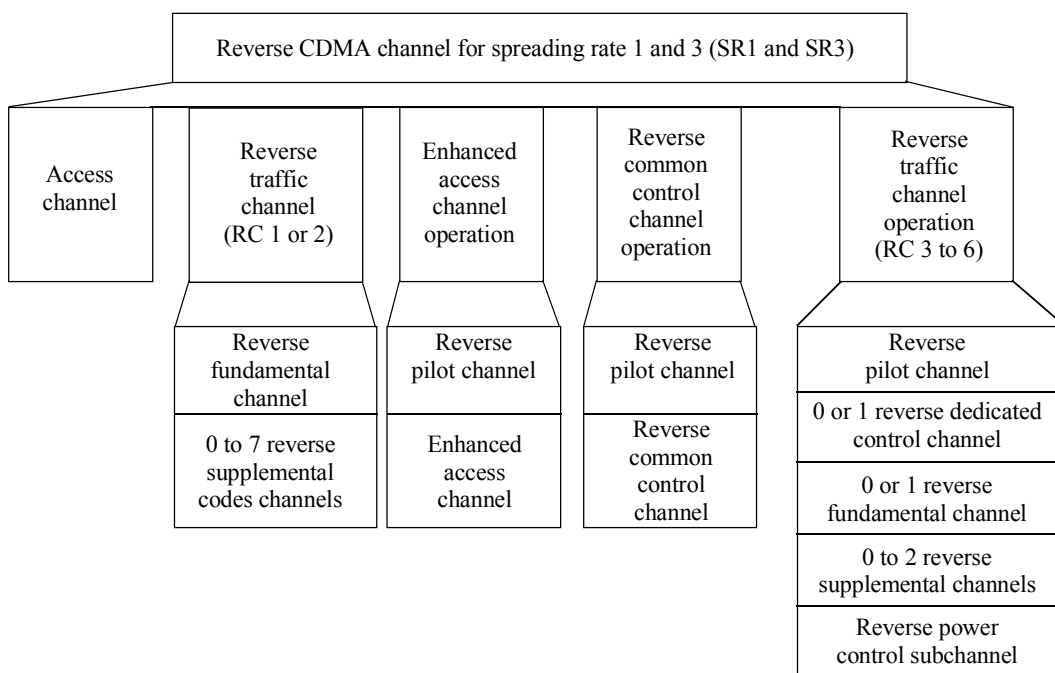 Reverse CDMA channel for spreading rate 1 and 3 (SR1 and SR3)
Access
channel
Reverse
traffic
channel
(RC 1 or 2)
Enhanced
access
channel
operation
Reverse
common
control
channel
operation
Reverse
traffic
channel
operation
(RC 3 to 6)
Reverse
fundamental
channel
0 to 7 reverse
supplemental
codes channels
Reverse
pilot channel
Enhanced
access
channel
Reverse
pilot channel
Reverse
common
control
channel
Reverse
pilot channel
0 or 1 reverse dedicated
control channel
0 or 1 reverse
fundamental channel
0 to 2 reverse
supplemental channels
Reverse power
control subchannel